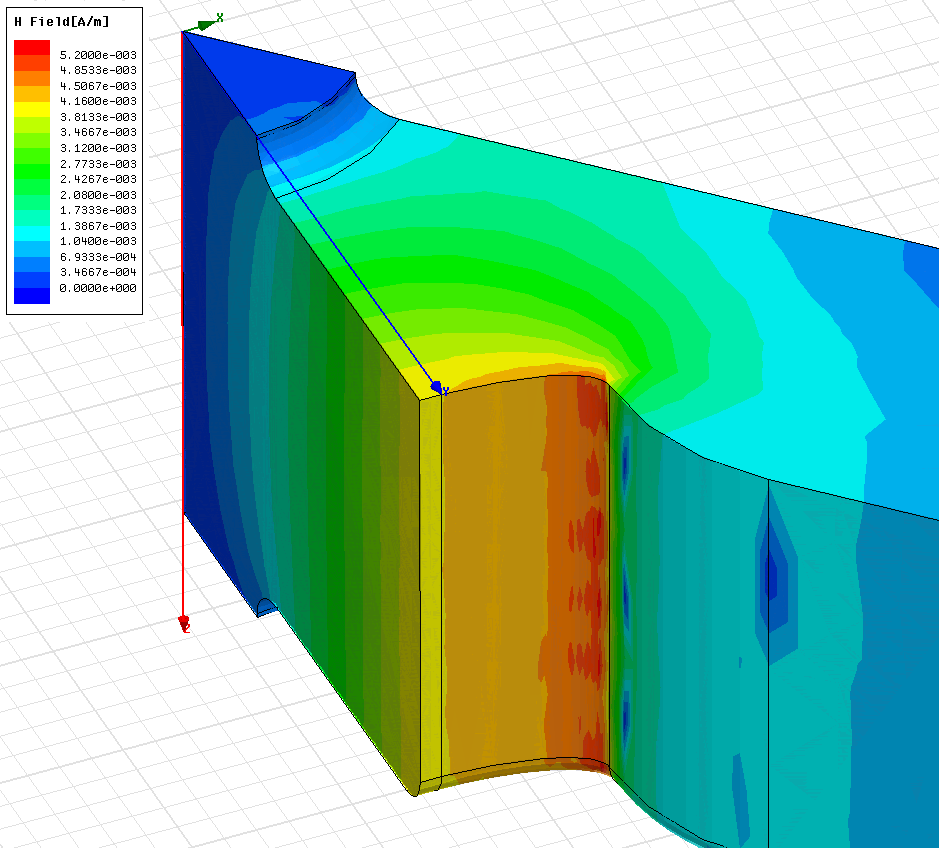 H Field[A/m]
5.2000e-003
4.8533e-003
4.5067e-003
4.1600e-003
3.8133e-003
3.4667e-003
3.1200e-003
2.7733e-003
2.4267e-003
2.0800e-003
1.7333e-003
1.3867e-003
1.0400e-003
6.9333e-004
3.4667e-004
0.0000e+000
X
Y
Z